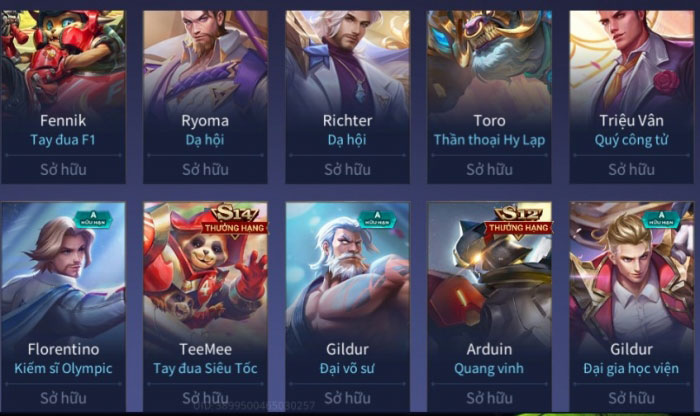 Fennik
Tay đua F1
Sở hữu
Ryoma
Dạ hội
Sở hữu
Richter
Dạ hội
Sở hữu
Toro
Thần thoại Hy Lạp
Sở hữu
Triệu Vân
Quý công tử
Sở hữu
A
HỮU HẠN
Florentino
Kiếm sĩ Olympic
Sở hữu
S14
THƯỞNG HẠNG
TeeMee
Tay đua Siêu Tốc
Sở hữu
A
HỮU HẠN
Gildur
Đại võ sư
Sở hữu
S12
THƯỞNG HẠNG
Arduin
Quang vinh
Sở hữu
A
HỮU HẠN
Gildur
Đại gia học viện
Sở hữu
UID:5899500465030257